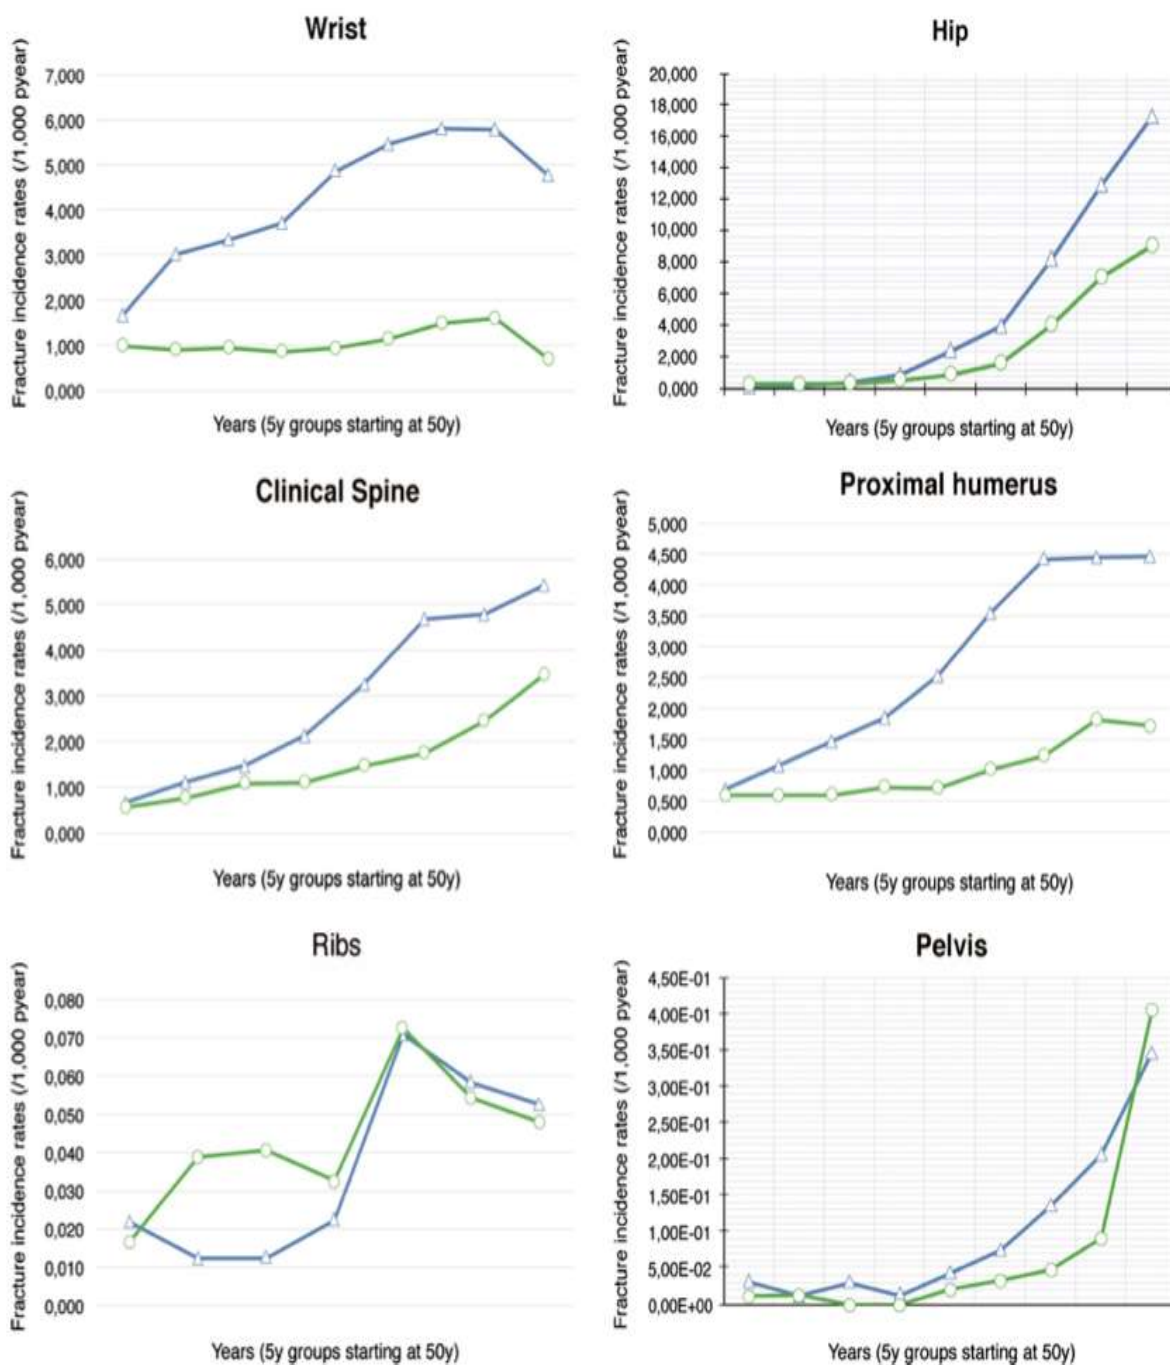 Wrist
Fracture incidence rates (/1,000 pyear)
7,000
6,000
5,000
4,000
3,000
2,000
1,000
0,000
Years (5y groups starting at 50y)
Hip
Fracture incidence rates (/1,000 pyear)
20,000
18,000
16,000
14,000
12,000
10,000
8,000
6,000
4,000
2,000
0,000
Years (5y groups starting at 50y)
Clinical Spine
Fracture incidence rates (/1,000 pyear)
6,000
5,000
4,000
3,000
2,000
1,000
0,000
Years (5y groups starting at 50y)
Proximal humerus
Fracture incidence rates (/1,000 pyear)
5,000
4,500
4,000
3,500
3,000
2,500
2,000
1,500
1,000
0,500
0,000
Years (5y groups starting at 50y)
Ribs
Fracture incidence rates (/1,000 pyear)
0,080
0,070
0,060
0,050
0,040
0,030
0,020
0,010
0,000
Years (5y groups starting at 50y)
Pelvis
Fracture incidence rates (/1,000 pyear)
4,50E-01
4,00E-01
3,50E-01
3,00E-01
2,50E-01
2,00E-01
1,50E-01
1,00E-01
5,00E-02
0,00E+00
Years (5y groups starting at 50y)